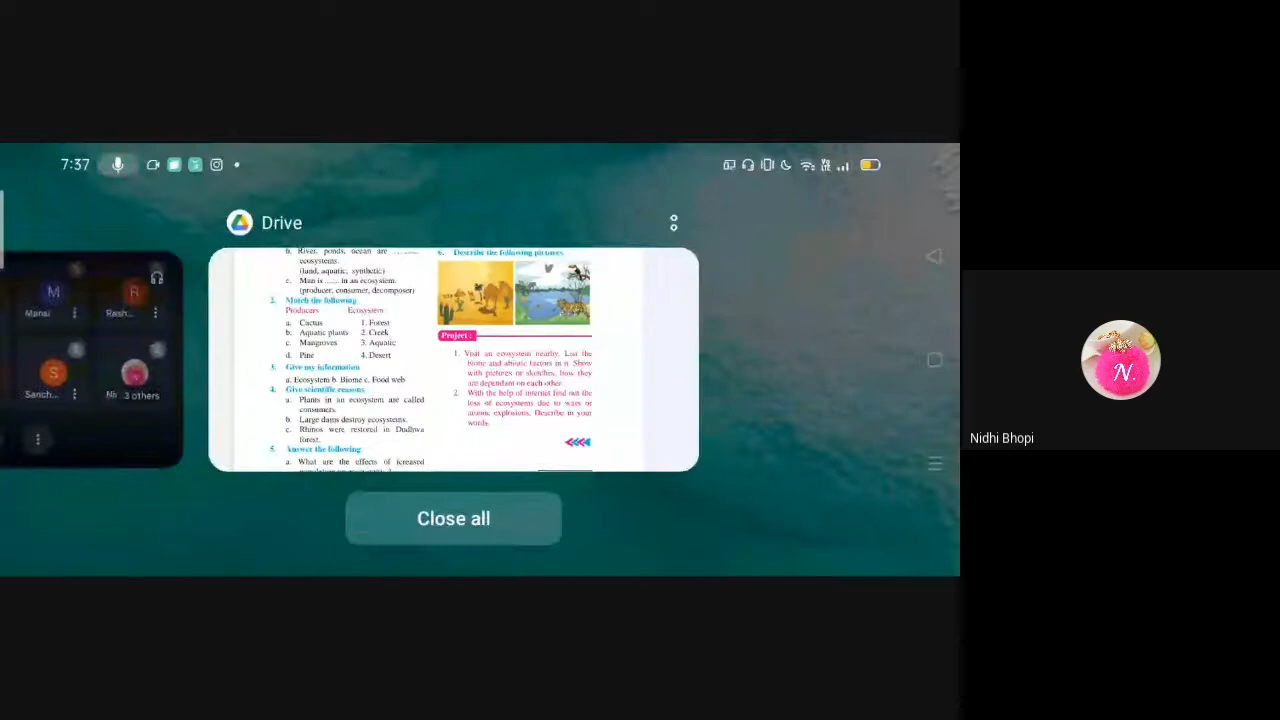 7:37
Drive
b. River, ponds, ocean are ........
ecosystems.
(land, aquatic, synthetic)
c. Man is ...... in an ecosystem.
(producer, consumer, decomposer)
2. Match the following
Producers Ecosystem
a. Cactus 1. Forest
b. Aquatic plants 2. Creek
c. Mangroves 3. Aquatic
d. Pine 4. Desert
3. Give my information
a. Ecosystem b. Biome c. Food web
4. Give scientific reasons
a. Plants in an ecosystem are called
consumers.
b. Large dams destroy ecosystems.
c. Rhinos were restored in Dudhwa
forest.
5. Answer the following
a. What are the effects of icreased
Describe the following pictures
Project :
1. Visit an ecosystem nearby. List the
biotic and abiotic factors in it. Show
with pictures or sketches, how they
are dependant on each other.
2. With the help of internet find out the
loss of ecosystems due to wars or
atomic explosions. Describe in your
words.
M
R
Mansi
Rash...
S
Sanch...
Ni
3 others
Close all
N.
Nidhi Bhopi